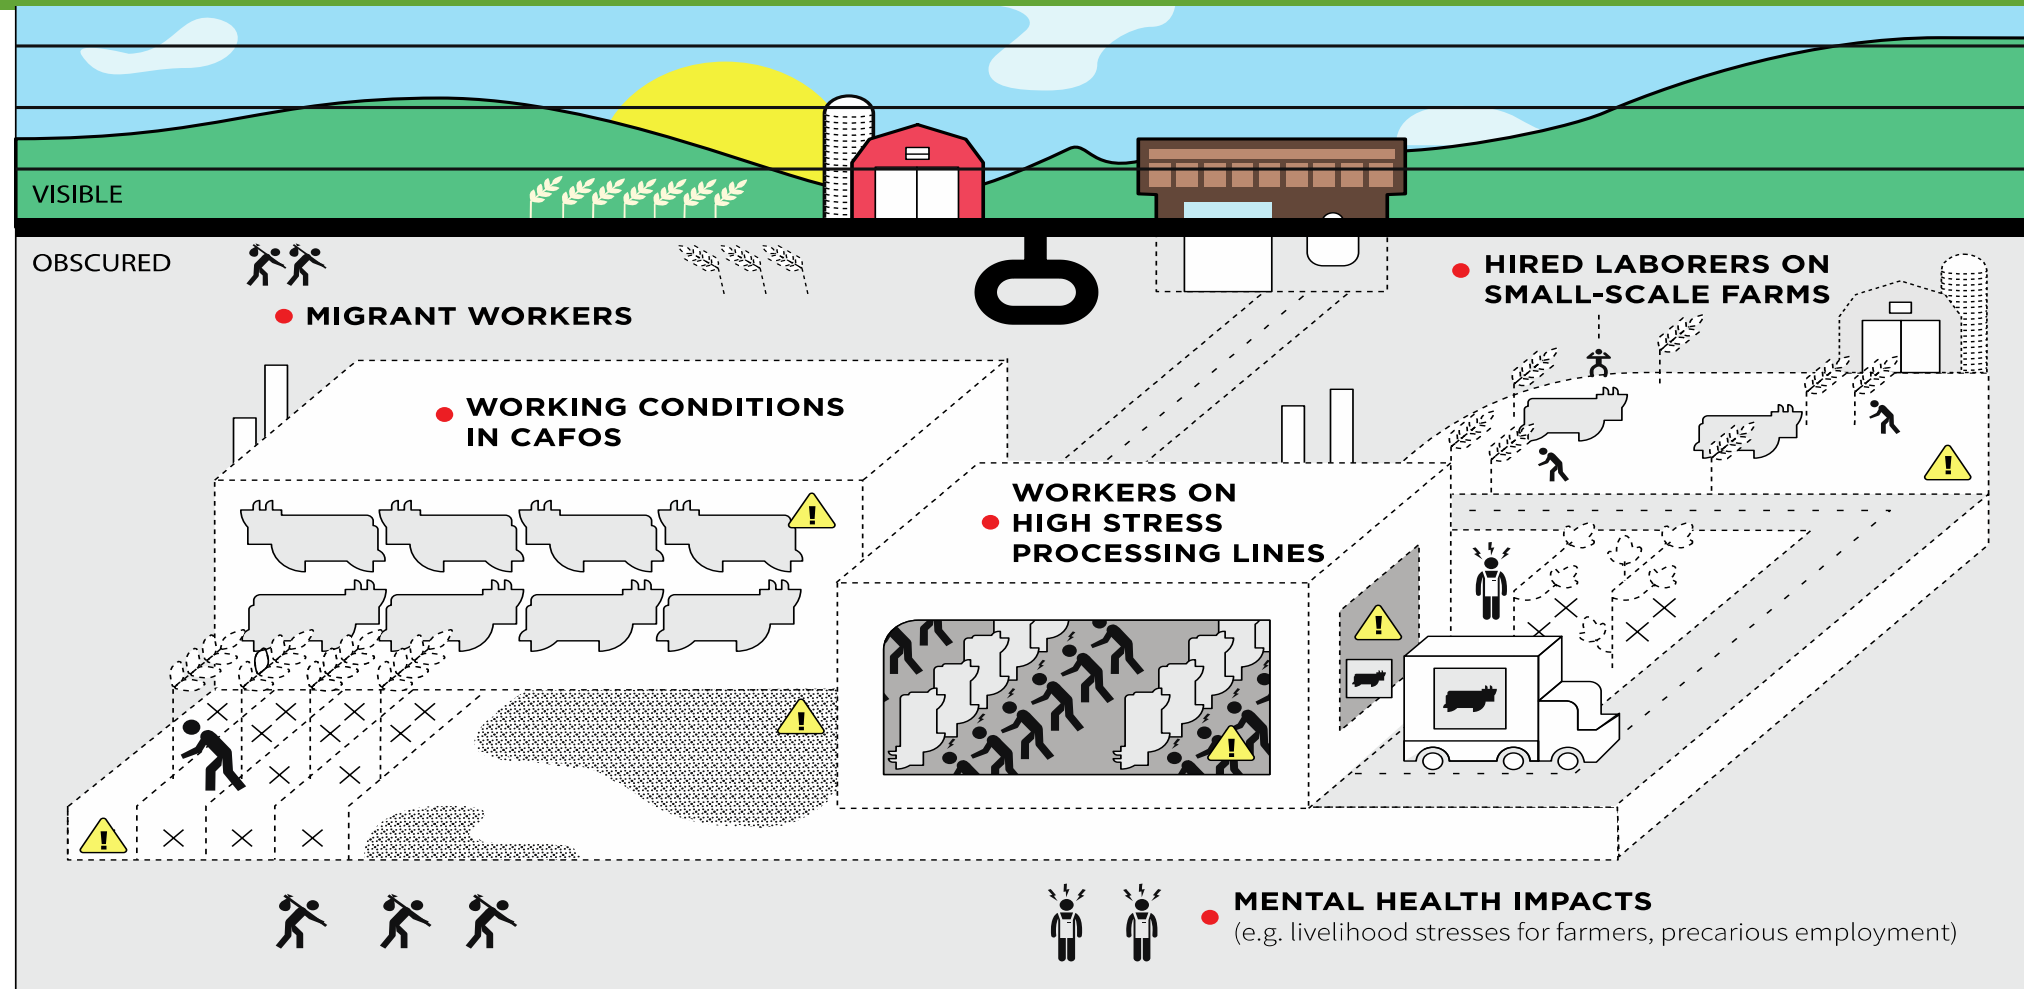 VISIBLE
OBSCURED
MIGRANT WORKERS
HIRED LABORERS ON
SMALL-SCALE FARMS
WORKING CONDITIONS
IN CAFOS
WORKERS ON
HIGH STRESS
PROCESSING LINES
MENTAL HEALTH IMPACTS
(e.g. livelihood stresses for farmers, precarious employment)